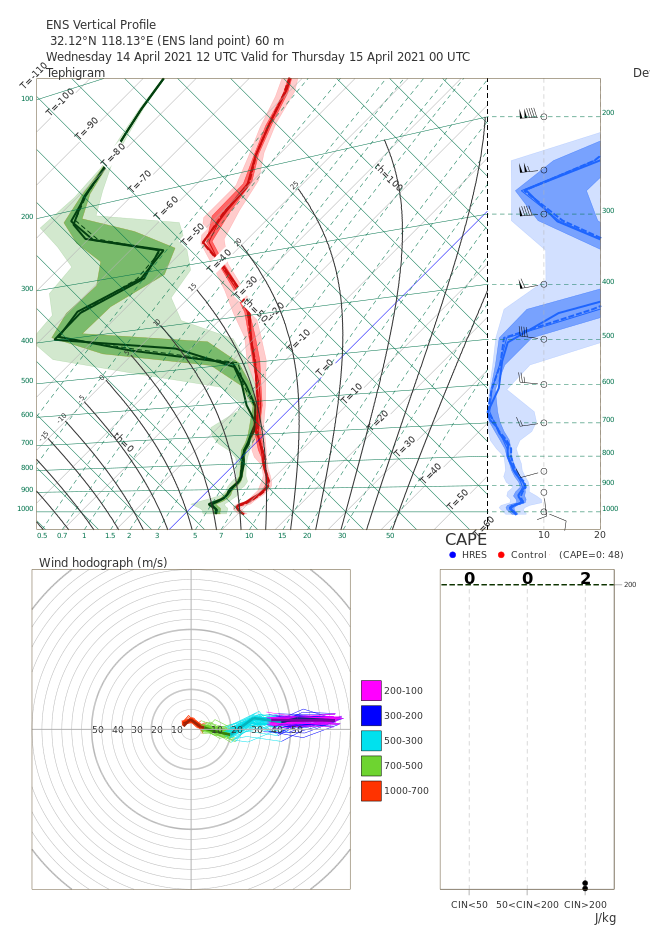 ENS Vertical Profile
32.12°N 118.13°E (ENS land point) 60 m
Wednesday 14 April 2021 12 UTC Valid for Thursday 15 April 2021 00 UTC
Tephigram
De
T=-110
T=-100
T=-90
T=-80
T=-70
T=-60
T=-50
T=-40
T=-30
T=-20
T=-10
T=0
T=10
T=20
T=30
T=40
T=50
T=60
th=100
th=50
th=0
25
20
15
10
5
-5
-10
-15
100
200
300
400
500
600
700
800
900
1000
0.5 0.7 1 2 3 5 7 10 15 20 30 50
200
300
400
500
600
700
800
900
1000
10 20
CAPE
HRES Control (CAPE=0: 48)
Wind hodograph (m/s)
50 40 30 20 10 10 20 30 40 50
200-100
300-200
500-300
700-500
1000-700
0 0 2
200
CIN<50 50<CIN<200 CIN>200
J/kg